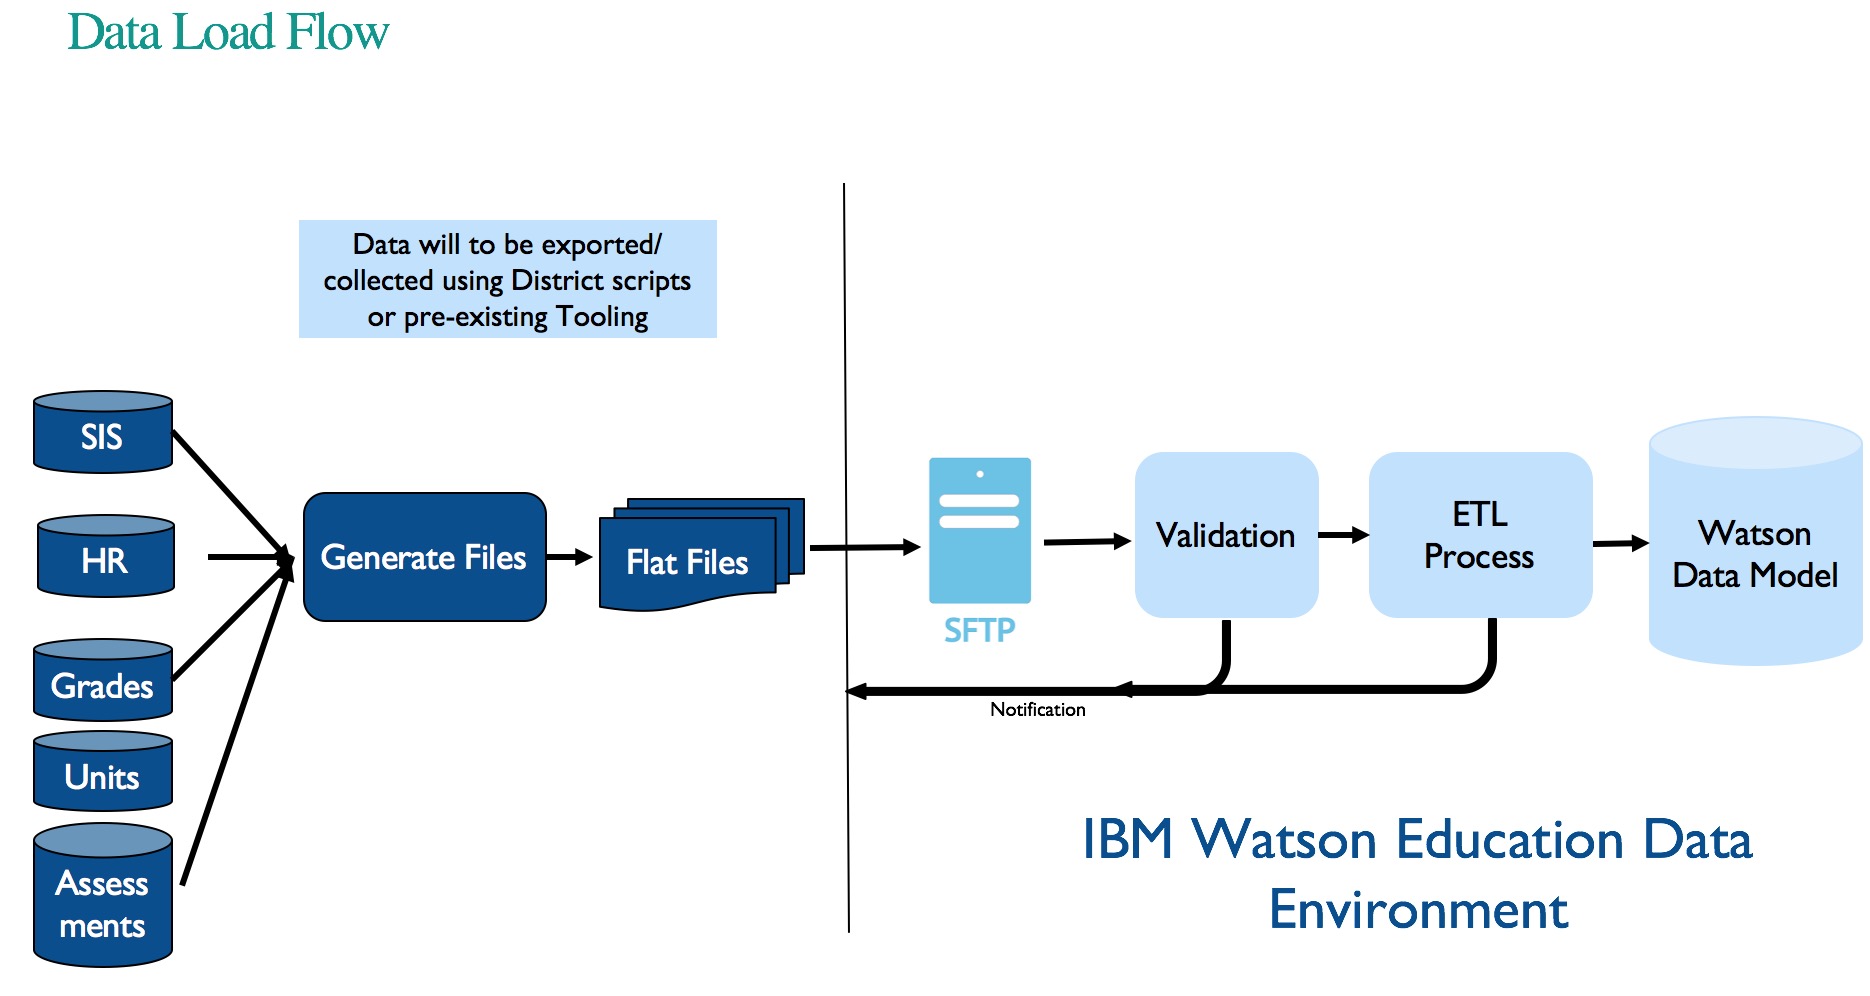 Data Load Flow
Data will to be exported/
collected using District scripts
or pre-existing Tooling
SIS
HR
Grades
Units
Assess
ments
Generate Files
Flat Files
SFTP
Validation
ETL
Process
Watson
Data Model
Notification
IBM Watson Education Data
Environment